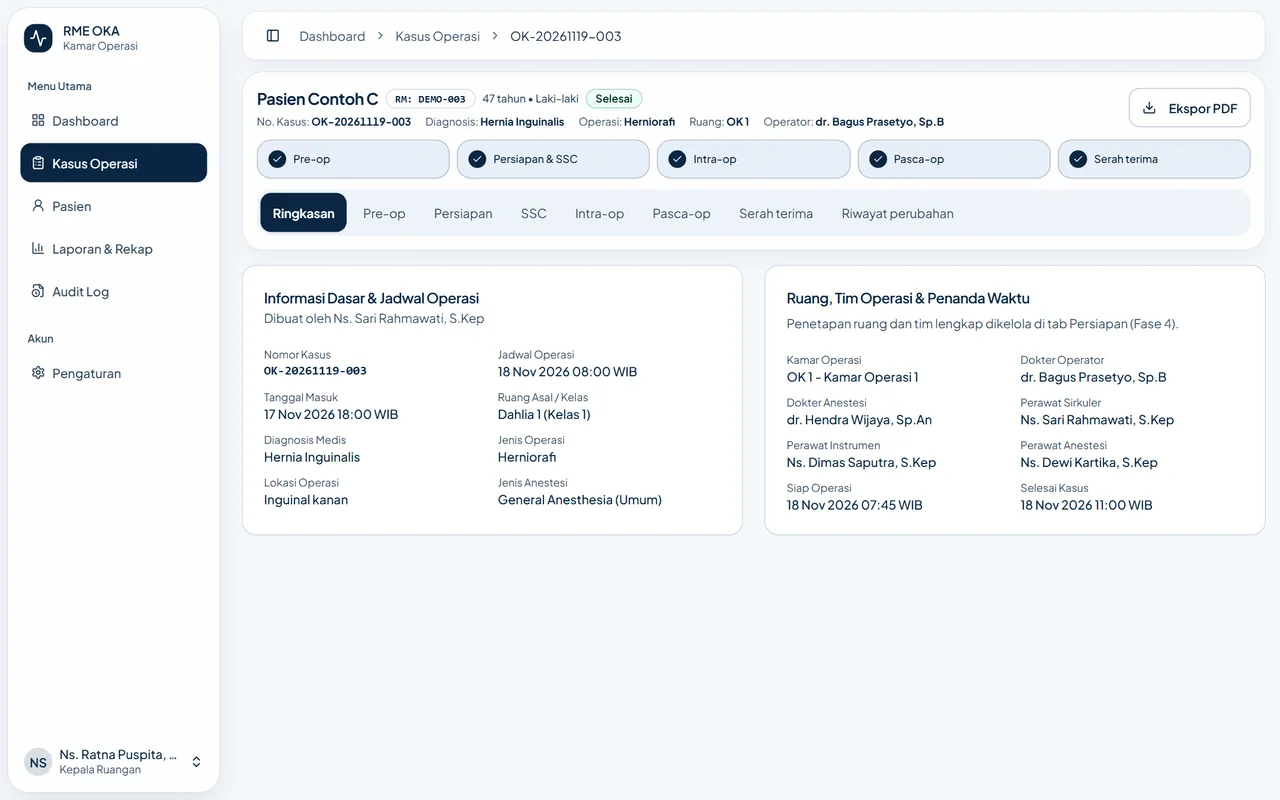 RME OKA
Kamar Operasi
Menu Utama
Dashboard
Kasus Operasi
Pasien
Laporan & Rekap
Audit Log
Akun
Pengaturan
NS
Ns. Ratna Puspita, ...
Kepala Ruangan
Dashboard > Kasus Operasi > OK-20261119-003
Pasien Contoh C RM: DEMO-003 47 tahun • Laki-laki Selesai
No. Kasus: OK-20261119-003 Diagnosis: Hernia Inguinalis Operasi: Herniorafi Ruang: OK 1 Operator: dr. Bagus Prasetyo, Sp.B
Ekspor PDF
Pre-op Persiapan & SSC Intra-op Pasca-op Serah terima
Ringkasan Pre-op Persiapan SSC Intra-op Pasca-op Serah terima Riwayat perubahan
Informasi Dasar & Jadwal Operasi
Dibuat oleh Ns. Sari Rahmawati, S.Kep
Nomor Kasus Jadwal Operasi
OK-20261119-003 18 Nov 2026 08:00 WIB
Tanggal Masuk Ruang Asal / Kelas
17 Nov 2026 18:00 WIB Dahlia 1 (Kelas 1)
Diagnosis Medis Jenis Operasi
Hernia Inguinalis Herniorafi
Lokasi Operasi Jenis Anestesi
Inguinal kanan General Anesthesia (Umum)
Ruang, Tim Operasi & Penanda Waktu
Penetapan ruang dan tim lengkap dikelola di tab Persiapan (Fase 4).
Kamar Operasi Dokter Operator
OK 1 - Kamar Operasi 1 dr. Bagus Prasetyo, Sp.B
Dokter Anestesi Perawat Sirkuler
dr. Hendra Wijaya, Sp.An Ns. Sari Rahmawati, S.Kep
Perawat Instrumen Perawat Anestesi
Ns. Dimas Saputra, S.Kep Ns. Dewi Kartika, S.Kep
Siap Operasi Selesai Kasus
18 Nov 2026 07:45 WIB 18 Nov 2026 11:00 WIB